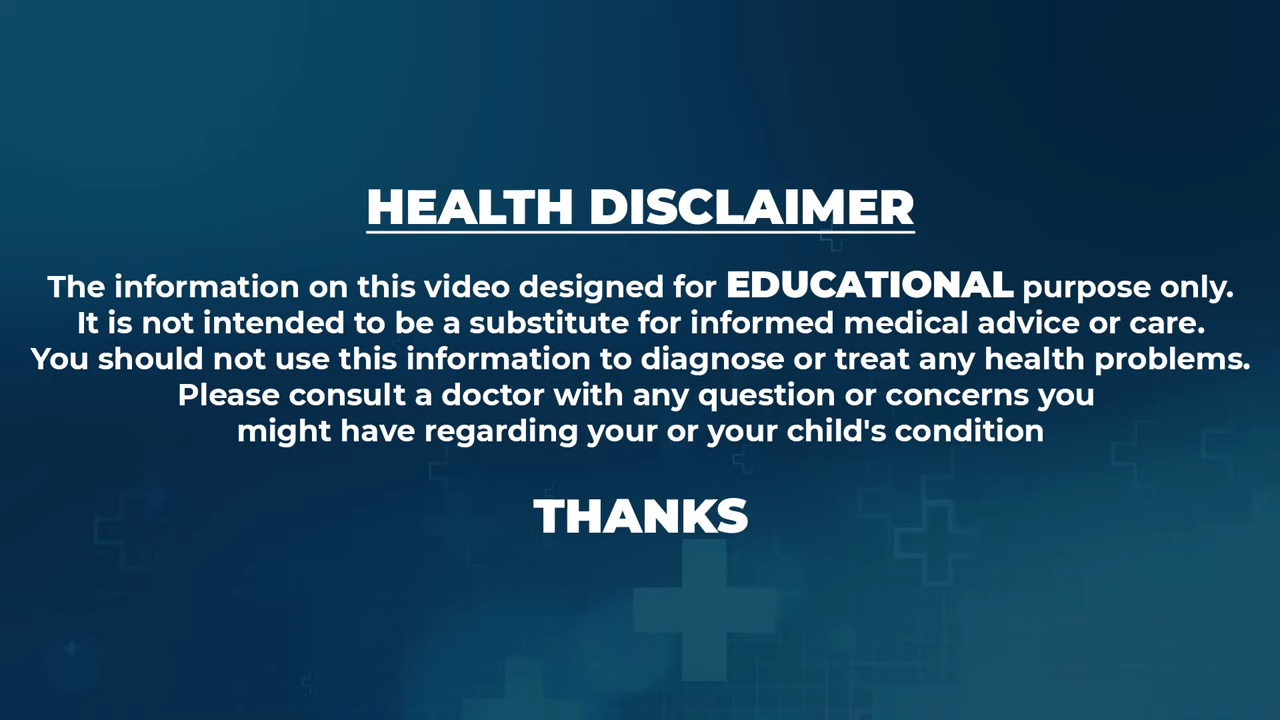 HEALTH DISCLAIMER
The information on this video designed for EDUCATIONAL purpose only.
It is not intended to be a substitute for informed medical advice or care.
You should not use this information to diagnose or treat any health problems.
Please consult a doctor with any question or concerns you
might have regarding your or your child's condition
THANKS